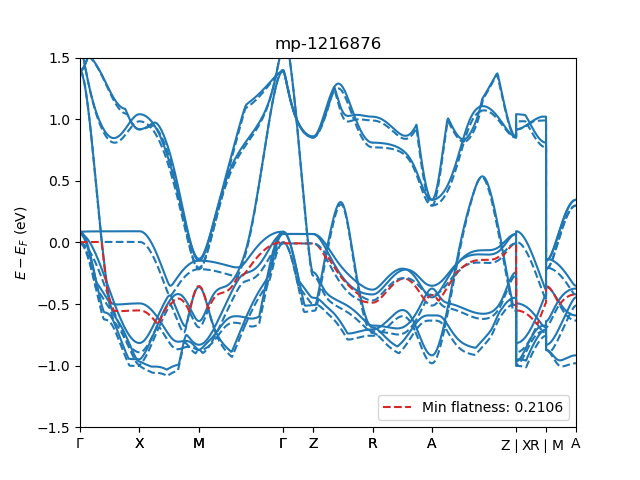 mp-1216876
E − E_F (eV)
1.5
1.0
0.5
0.0
−0.5
−1.0
−1.5
Min flatness: 0.2106
Γ X M Γ Z R A Z | XR | M A